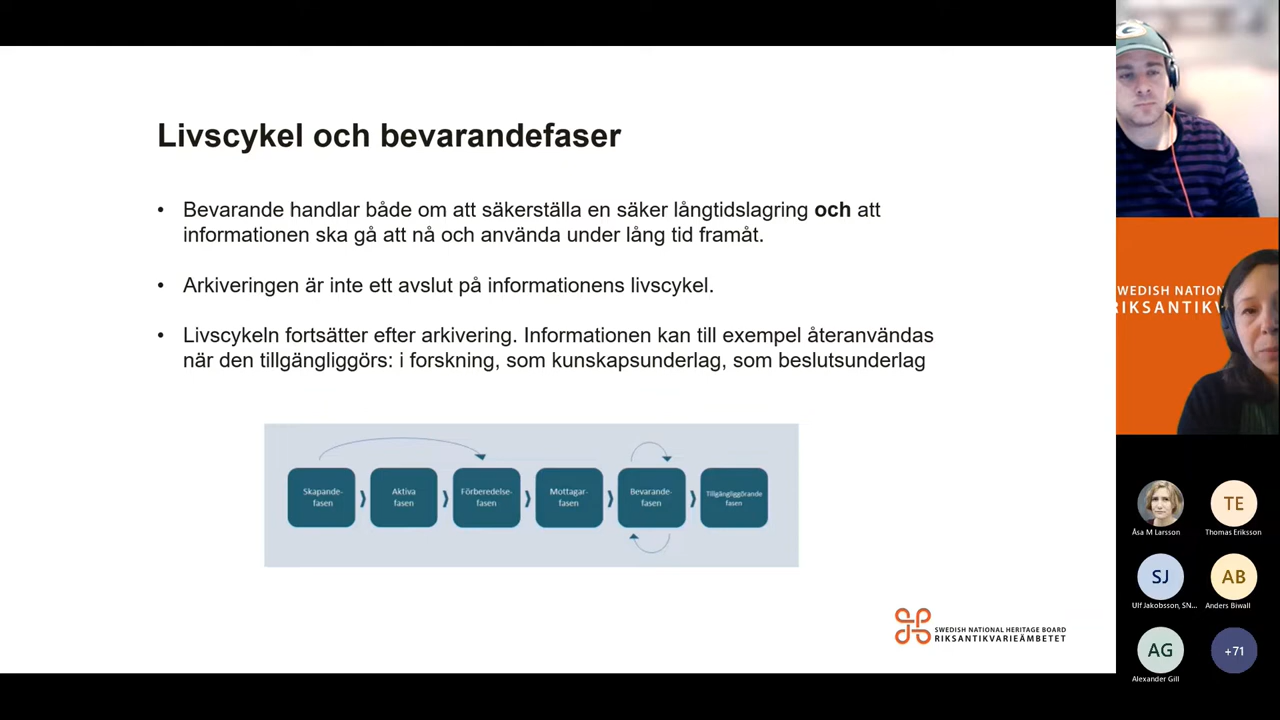 Livscykel och bevarandefaser
• Bevarande handlar både om att säkerställa en säker långtidslagring och att
informationen ska gå att nå och använda under lång tid framåt.
• Arkiveringen är inte ett avslut på informationens livscykel.
• Livscykeln fortsätter efter arkivering. Informationen kan till exempel återanvändas
när den tillgängliggörs: i forskning, som kunskapsunderlag, som beslutsunderlag
Skapande-
fasen
Aktiva
fasen
Förberedelse-
fasen
Mottagar-
fasen
Bevarande-
fasen
Tillgängliggörande
fasen
SWEDISH NATIONAL HERITAGE BOARD
RIKSANTIKVARIEÄMBETET
G
WEDISH NATION
RIKSANTIKV
Åsa M Larsson
TE
Thomas Eriksson
SJ
Ulf Jakobsson, SN...
AB
Anders Biwall
AG
Alexander Gill
+71